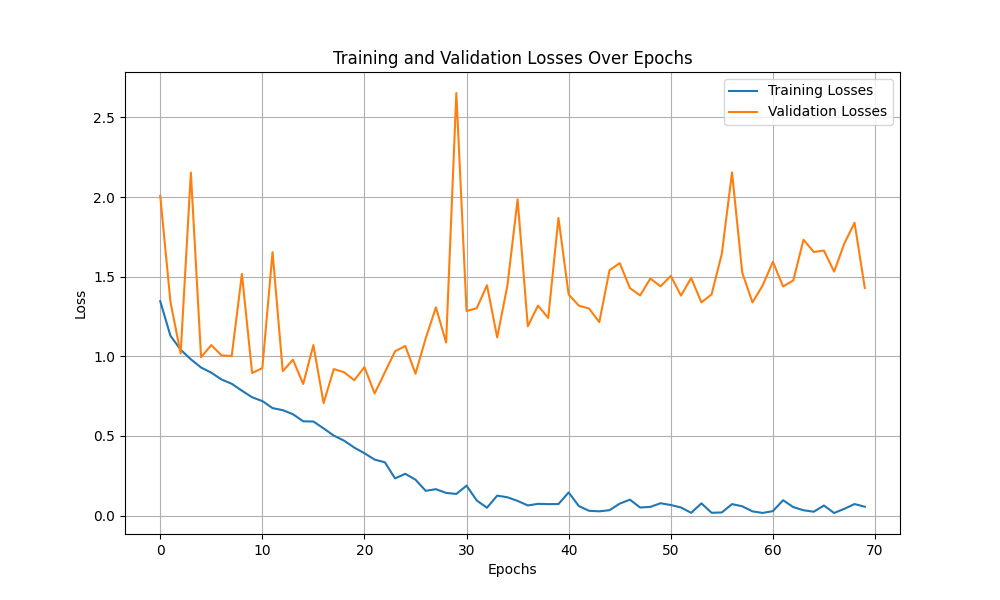 Training and Validation Losses Over Epochs
Training Losses
Validation Losses
2.5
2.0
1.5
1.0
0.5
0.0
Loss
0 10 20 30 40 50 60 70
Epochs